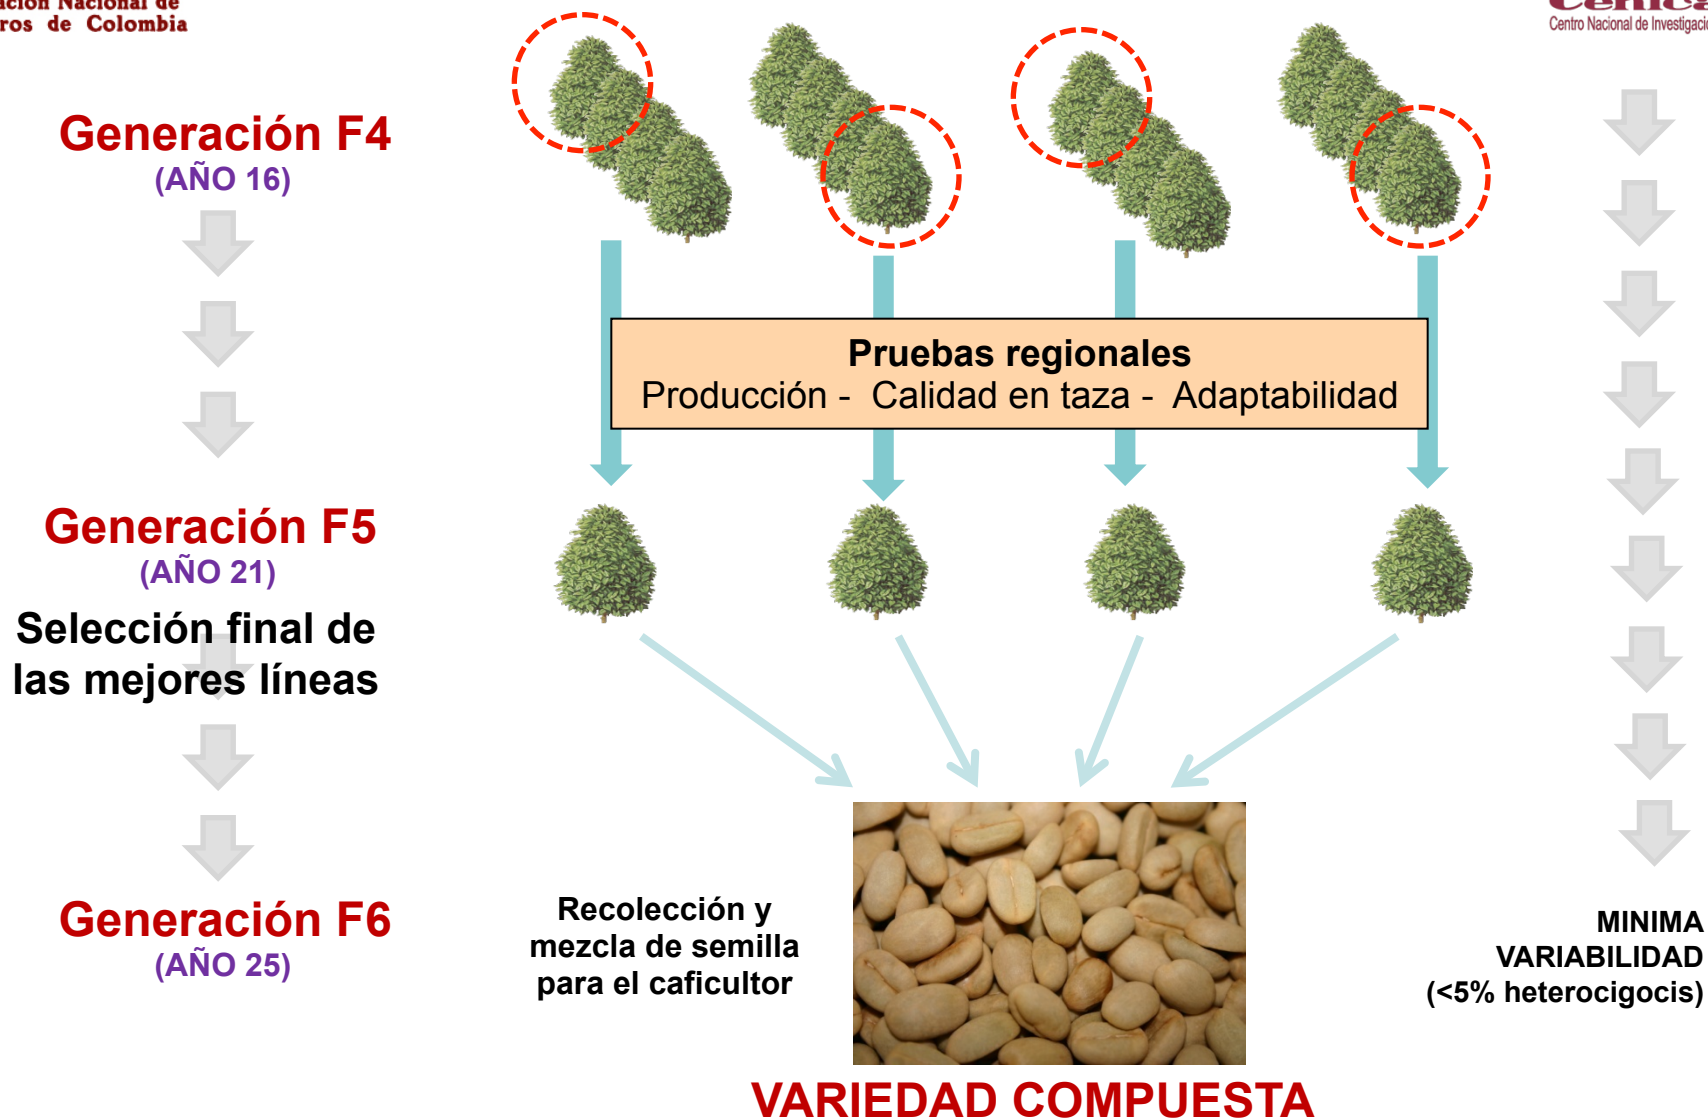 Nacional de
ros de Colombia
Centro Nacional de
Generación F4
(AÑO 16)
Pruebas regionales
Producción - Calidad en taza - Adaptabilidad
Generación F5
(AÑO 21)
Selección final de
las mejores líneas
Generación F6
(AÑO 25)
Recolección y
mezcla de semilla
para el caficultor
MINIMA
VARIABILIDAD
(<5% heterocigocis)
VARIEDAD COMPUESTA